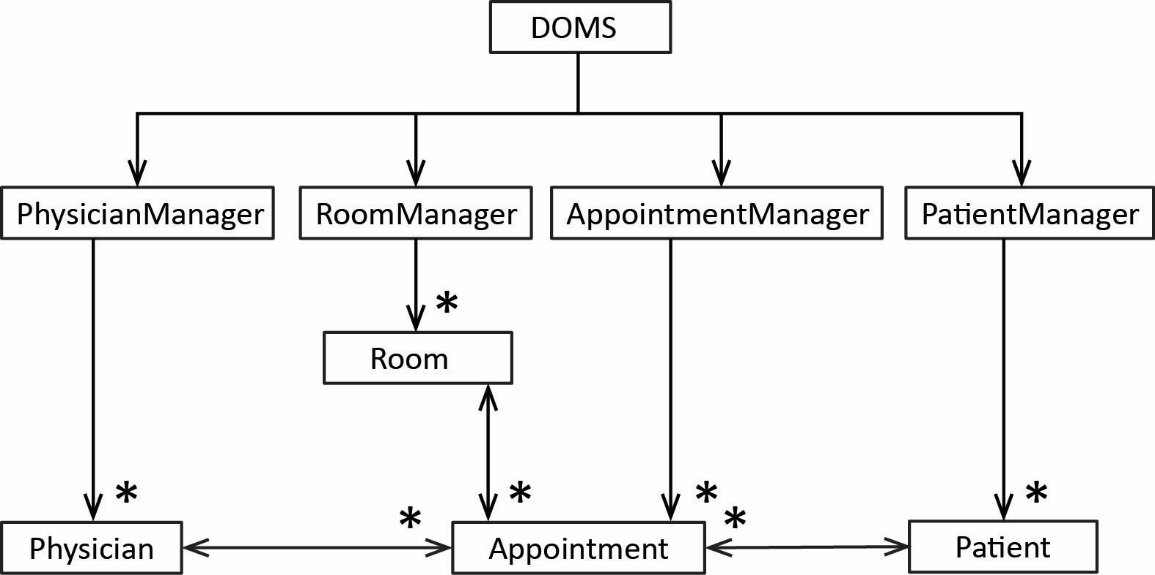 DOMS
PhysicianManager
RoomManager
AppointmentManager
PatientManager
*
Room
*
*
*
*
*
*
Physician
Appointment
Patient